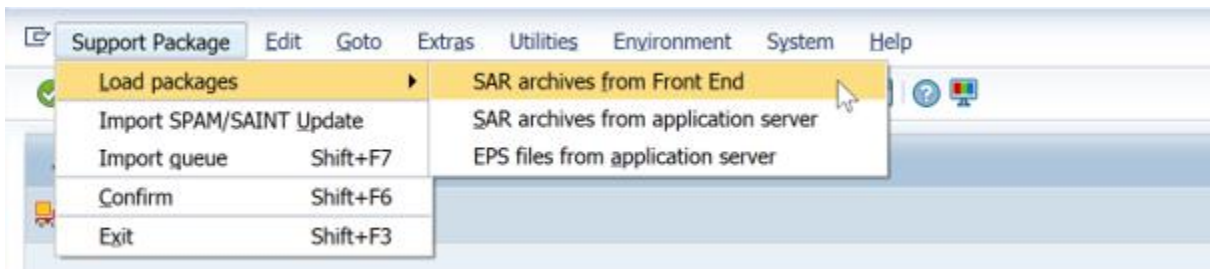 Support Package Edit Goto Extras Utilities Environment System Help
Load packages
SAR archives from Front End
Import SPAM/SAINT Update
SAR archives from application server
Import queue Shift+F7
EPS files from application server
Confirm Shift+F6
Exit Shift+F3